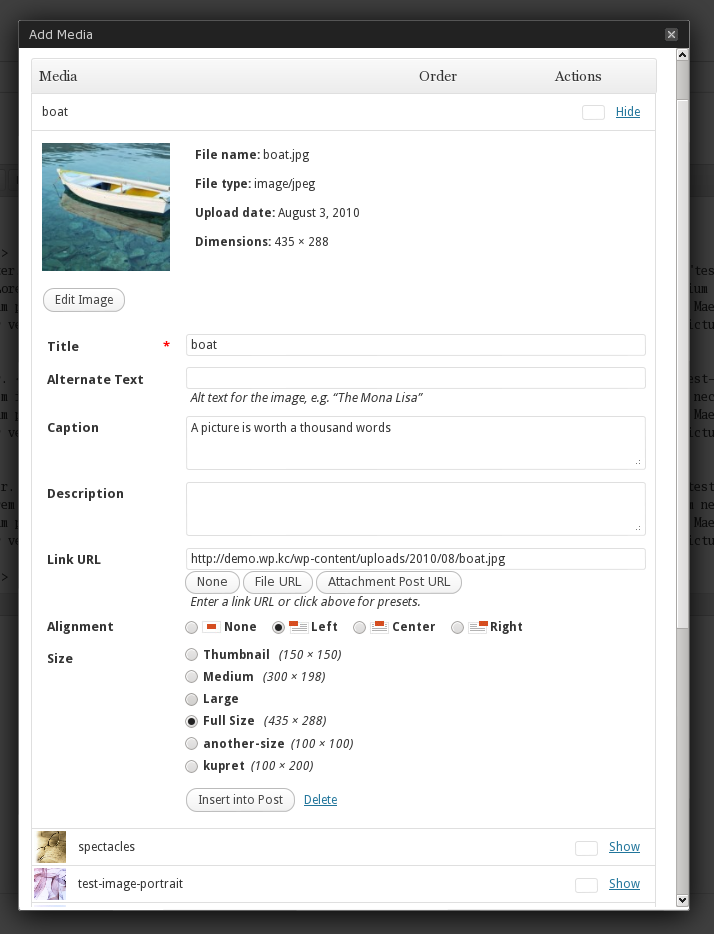 Add Media
Media Order Actions
boat Hide
File name: boat.jpg
File type: image/jpeg
Upload date: August 3, 2010
Dimensions: 435 × 288
Edit Image
Title * boat
Alternate Text
Alt text for the image, e.g. “The Mona Lisa”
Caption A picture is worth a thousand words
Description
Link URL http://demo.wp.kc/wp-content/uploads/2010/08/boat.jpg
None File URL Attachment Post URL
Enter a link URL or click above for presets.
Alignment None Left Center Right
Size Thumbnail (150 × 150)
Medium (300 × 198)
Large
Full Size (435 × 288)
another-size (100 × 100)
kupret (100 × 200)
Insert into Post Delete
spectacles Show
test-image-portrait Show